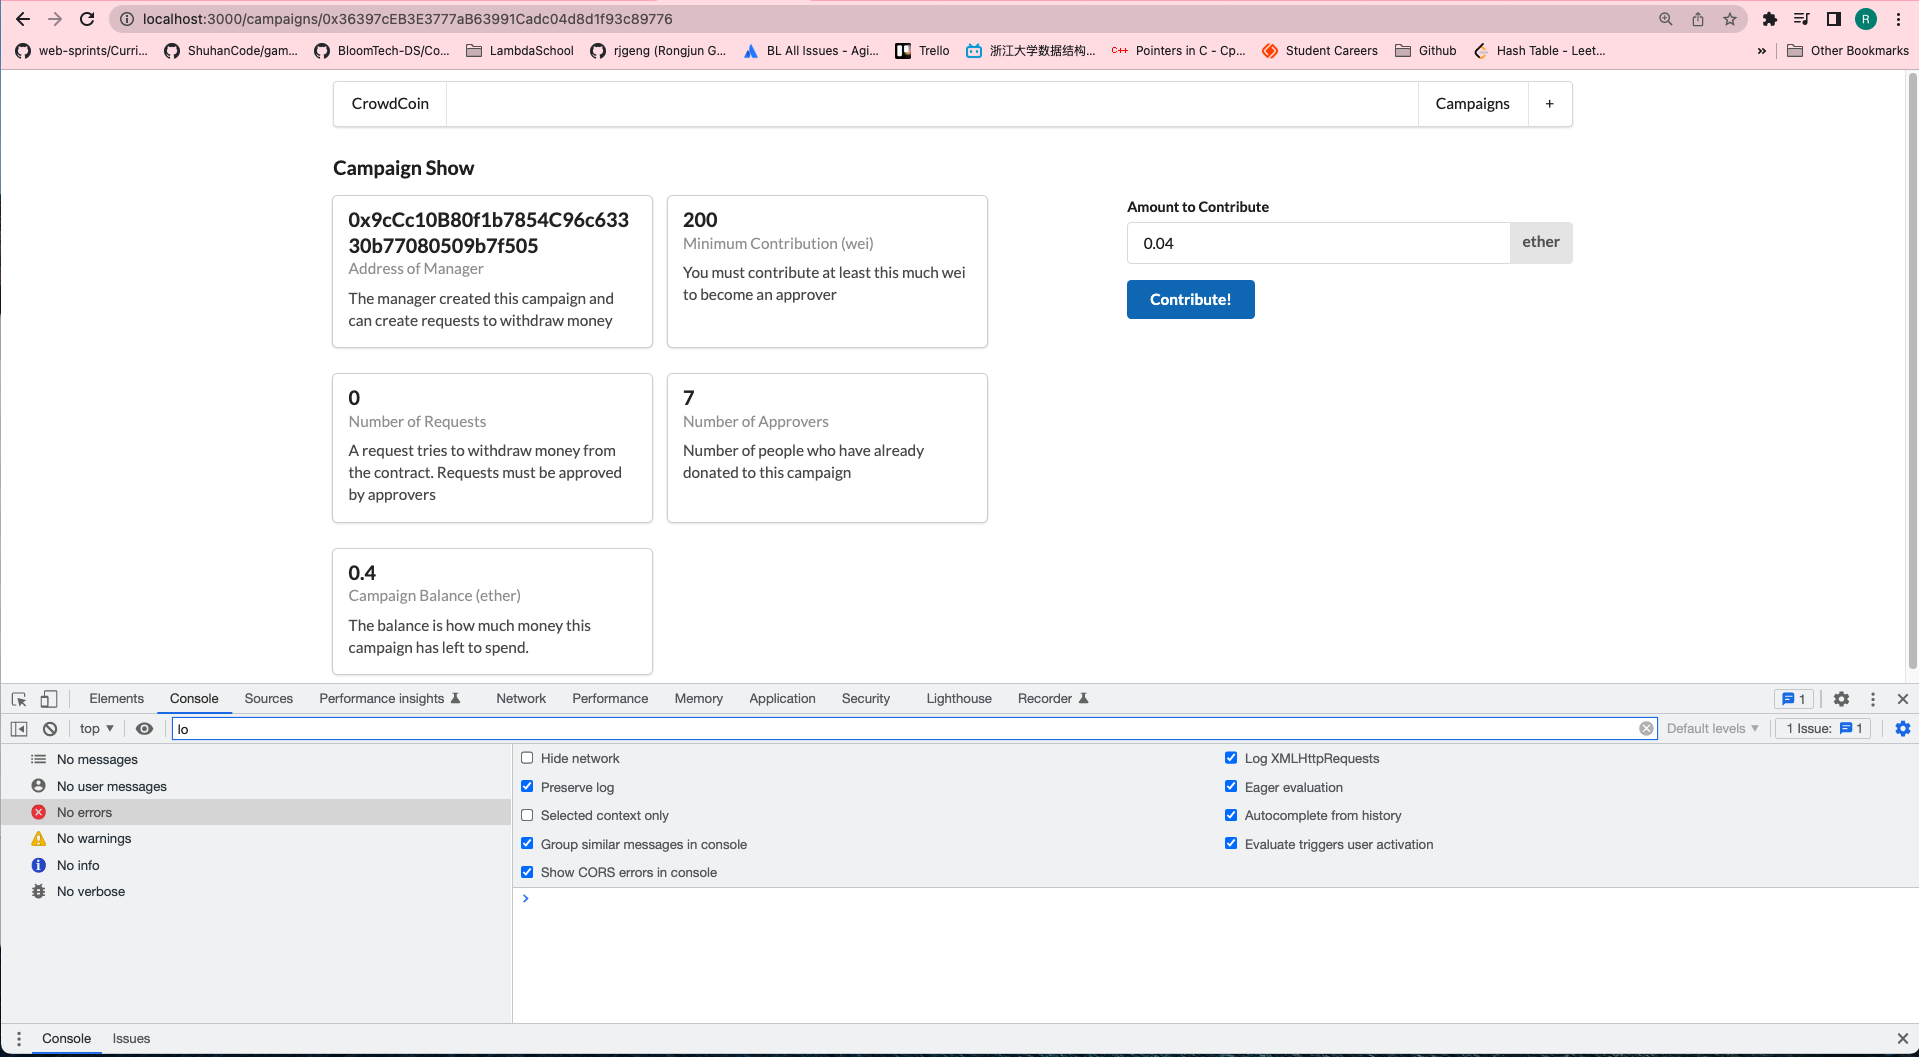 localhost:3000/campaigns/0x36397cEB3E3777aB63991Cadc04d8d1f93c89776
R
web-sprints/Curri... ShuhanCode/gam... BloomTech-DS/Co... LambdaSchool rjgeng (Rongjun G... BL All Issues - Agi... Trello 浙江大学数据结构... C++ Pointers in C - Cp... Student Careers Github Hash Table - Leet... » Other Bookmarks
CrowdCoin Campaigns +
Campaign Show
0x9cCc10B80f1b7854C96c633
30b77080509b7f505
Address of Manager
The manager created this campaign and
can create requests to withdraw money
200
Minimum Contribution (wei)
You must contribute at least this much wei
to become an approver
Amount to Contribute
0.04 ether
Contribute!
0
Number of Requests
A request tries to withdraw money from
the contract. Requests must be approved
by approvers
7
Number of Approvers
Number of people who have already
donated to this campaign
0.4
Campaign Balance (ether)
The balance is how much money this
campaign has left to spend.
Elements Console Sources Performance insights Network Performance Memory Application Security Lighthouse Recorder 1
top lo Default levels 1 Issue: 1
No messages
No user messages
No errors
No warnings
No info
No verbose
Hide network
Preserve log
Selected context only
Group similar messages in console
Show CORS errors in console
Log XMLHttpRequests
Eager evaluation
Autocomplete from history
Evaluate triggers user activation
Console Issues